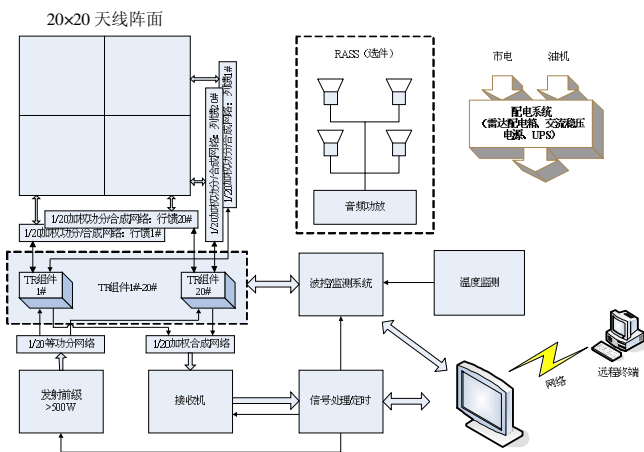 20×20 天线阵面
RASS（选件）
音频功放
市电
油机
配电系统
（雷达配电箱、交流稳压
电源、UPS）
1/20加权功分/合成网络：列馈1#
1/20加权功分/合成网络：列馈20#
1/20加权功分/合成网络：行馈20#
1/20加权功分/合成网络：行馈1#
TR组件
1#
TR组件1#-20#
TR组件
20#
波控/监测系统
温度监测
1/20等功分网络
1/20加权合成网络
发射前级
>500W
接收机
信号处理/定时
网络
远程终端